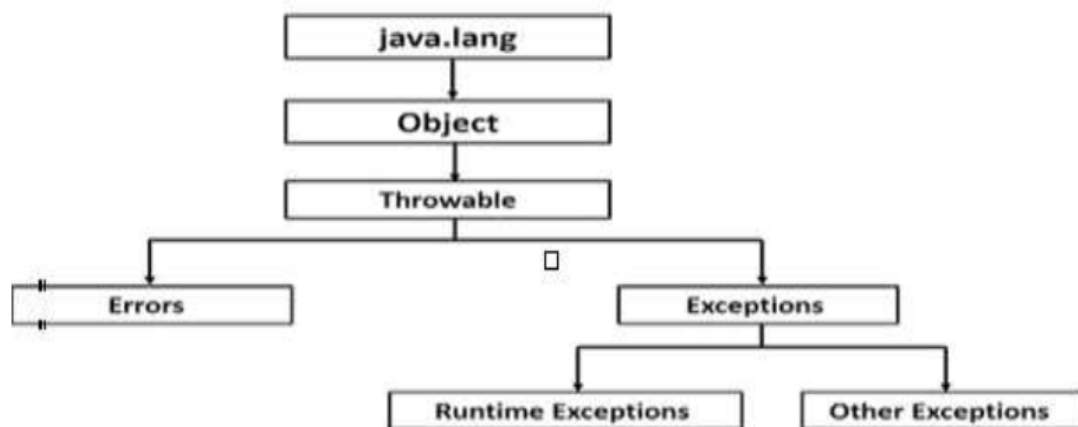 java.lang
Object
Throwable
Errors
Exceptions
Runtime Exceptions
Other Exceptions